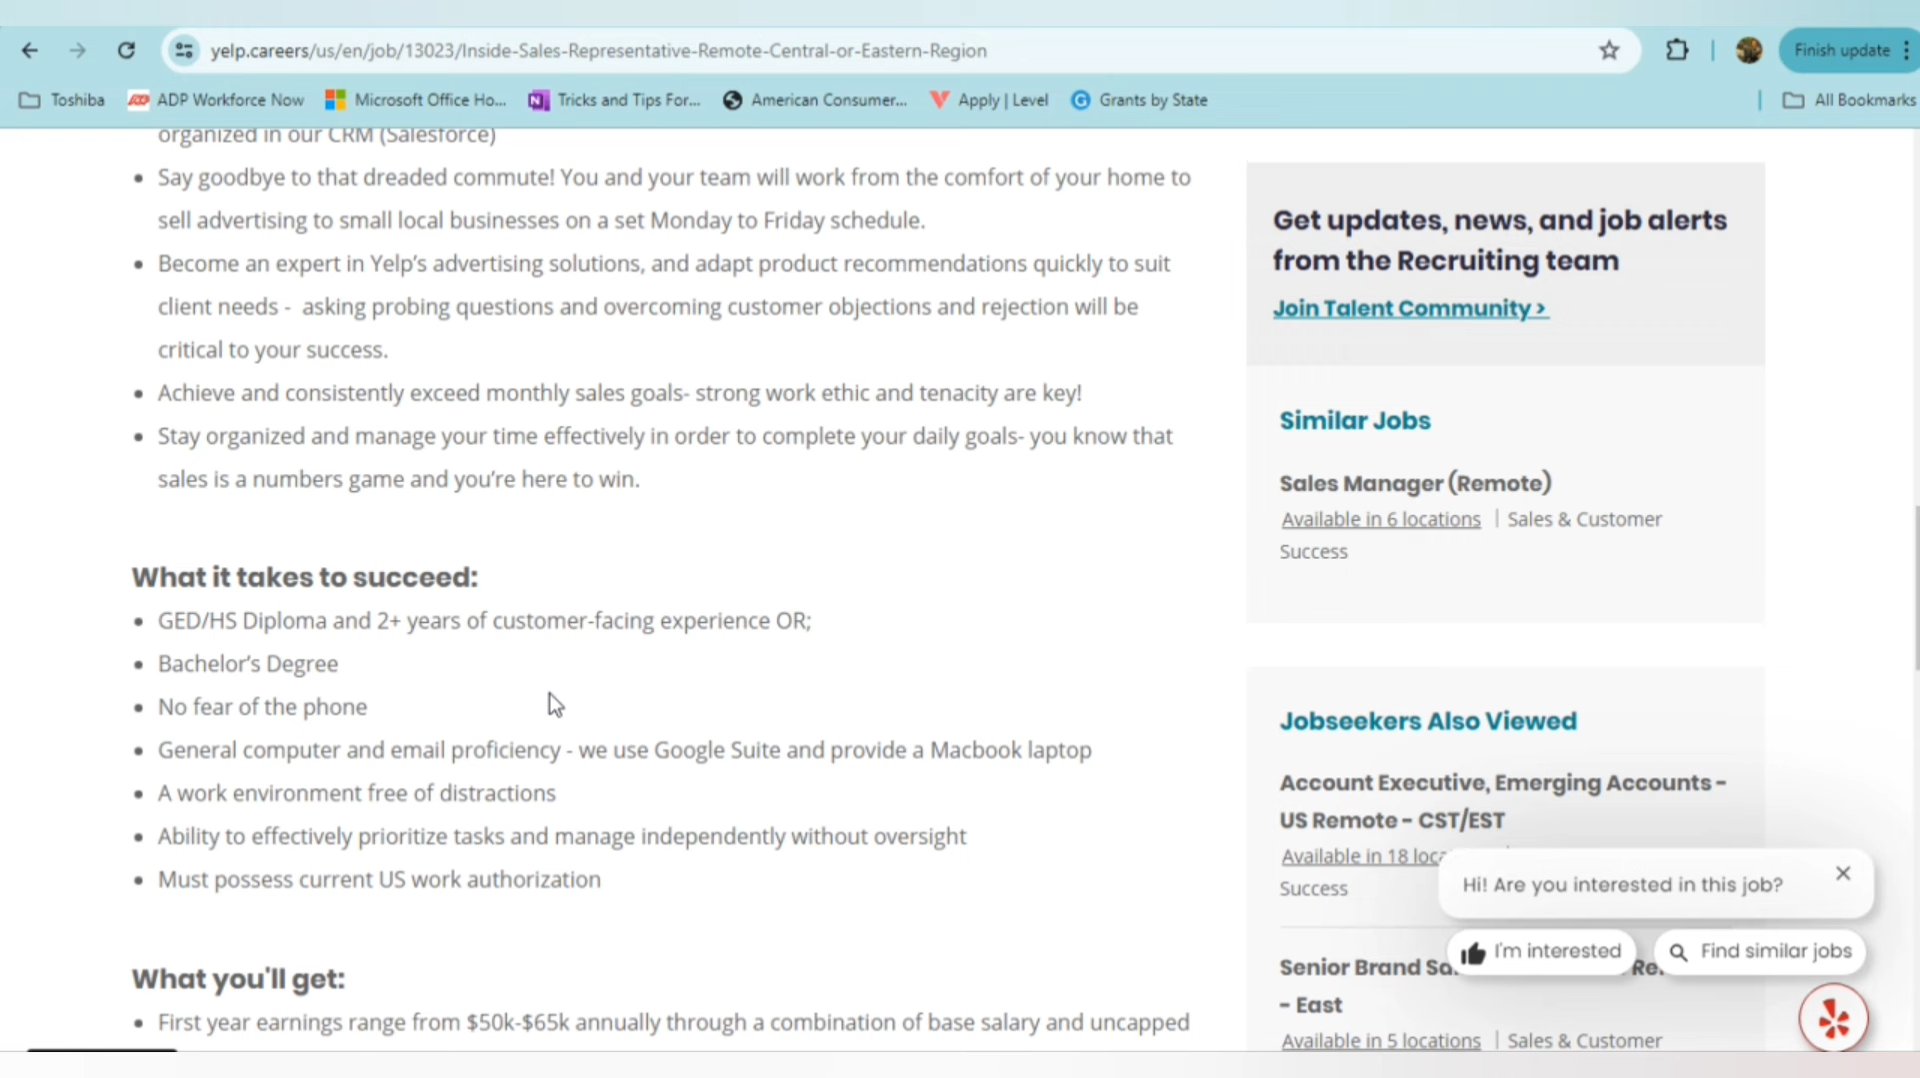 yelp.careers/us/en/job/13023/Inside-Sales-Representative-Remote-Central-or-Eastern-Region
Finish update
Toshiba
ADP Workforce Now
Microsoft Office Ho...
Tricks and Tips For...
American Consumer...
Apply | Level
Grants by State
All Bookmarks
organized in our CRM (Salesforce)
• Say goodbye to that dreaded commute! You and your team will work from the comfort of your home to
sell advertising to small local businesses on a set Monday to Friday schedule.
• Become an expert in Yelp's advertising solutions, and adapt product recommendations quickly to suit
client needs - asking probing questions and overcoming customer objections and rejection will be
critical to your success.
• Achieve and consistently exceed monthly sales goals- strong work ethic and tenacity are key!
• Stay organized and manage your time effectively in order to complete your daily goals- you know that
sales is a numbers game and you're here to win.
What it takes to succeed:
• GED/HS Diploma and 2+ years of customer-facing experience OR;
• Bachelor's Degree
• No fear of the phone
• General computer and email proficiency - we use Google Suite and provide a Macbook laptop
• A work environment free of distractions
• Ability to effectively prioritize tasks and manage independently without oversight
• Must possess current US work authorization
What you'll get:
• First year earnings range from $50k-$65k annually through a combination of base salary and uncapped
Get updates, news, and job alerts
from the Recruiting team
Join Talent Community >
Similar Jobs
Sales Manager (Remote)
Available in 6 locations | Sales & Customer
Success
Jobseekers Also Viewed
Account Executive, Emerging Accounts -
US Remote - CST/EST
Available in 18 loca
Success
Hi! Are you interested in this job?
I'm interested
Find similar jobs
Senior Brand Sa
Re
- East
Available in 5 locations | Sales & Customer